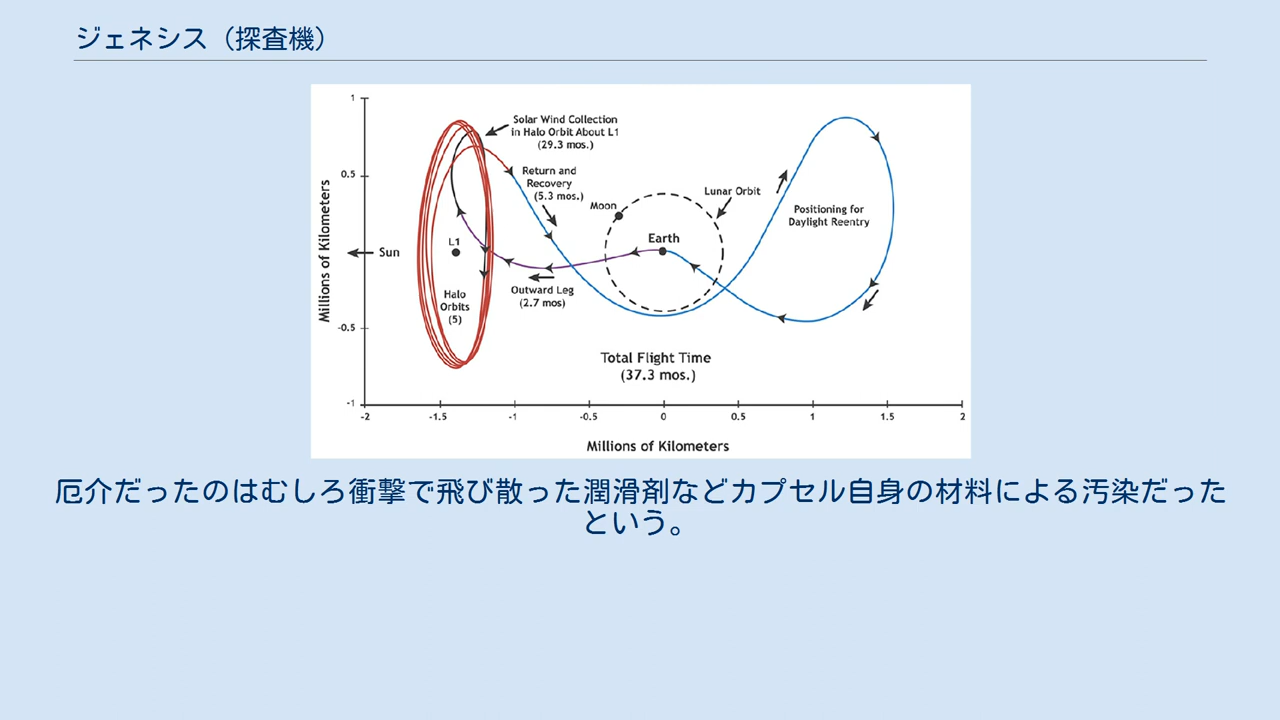 ジェネシス（探査機）
1
Solar Wind Collection
in Halo Orbit About L1
(29.3 mos.)
0.5
Return and
Recovery
(5.3 mos.)
Moon
Lunar Orbit
Positioning for
Daylight Reentry
Earth
L1
Sun
Millions of Kilometers
Halo
Orbits
(5)
Outward Leg
(2.7 mos)
-0.5
Total Flight Time
(37.3 mos.)
-1
-2 -1.5 -1 -0.5 0 0.5 1 1.5 2
Millions of Kilometers
厄介だったのはむしろ衝撃で飛び散った潤滑剤などカプセル自身の材料による汚染だった
という。